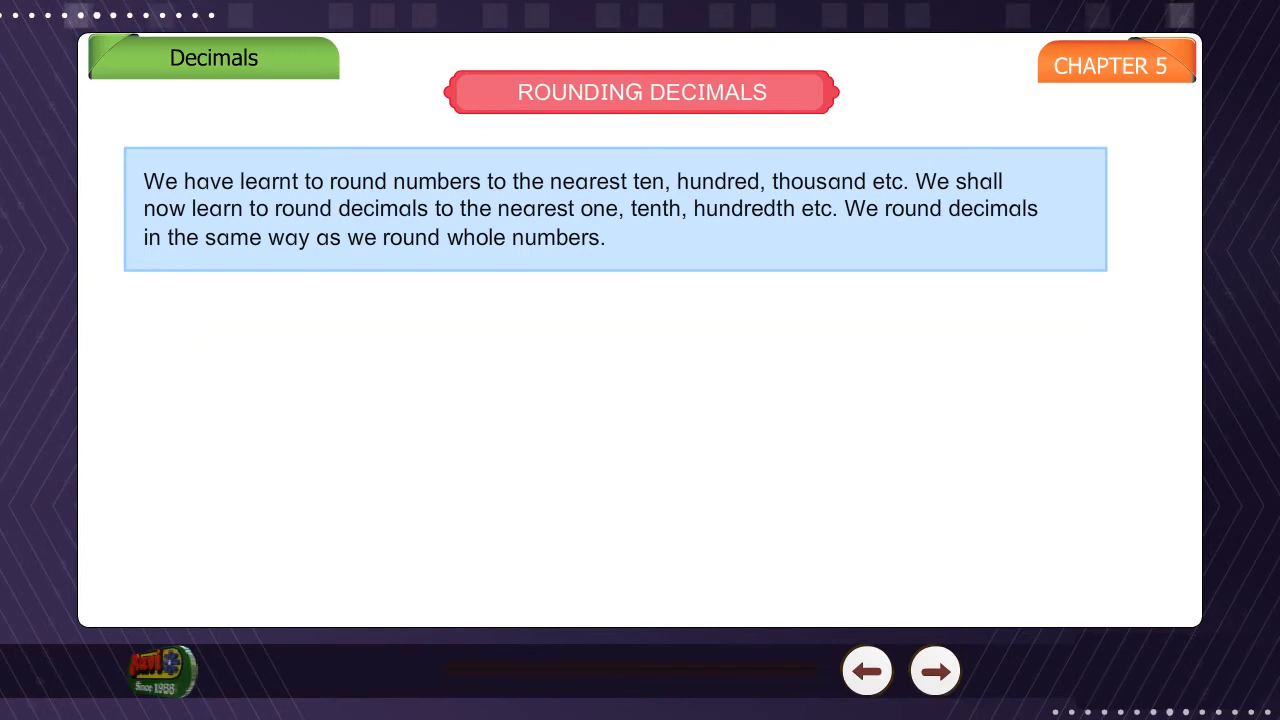 Decimals
CHAPTER 5
ROUNDING DECIMALS
We have learnt to round numbers to the nearest ten, hundred, thousand etc. We shall
now learn to round decimals to the nearest one, tenth, hundredth etc. We round decimals
in the same way as we round whole numbers.
Since 1988